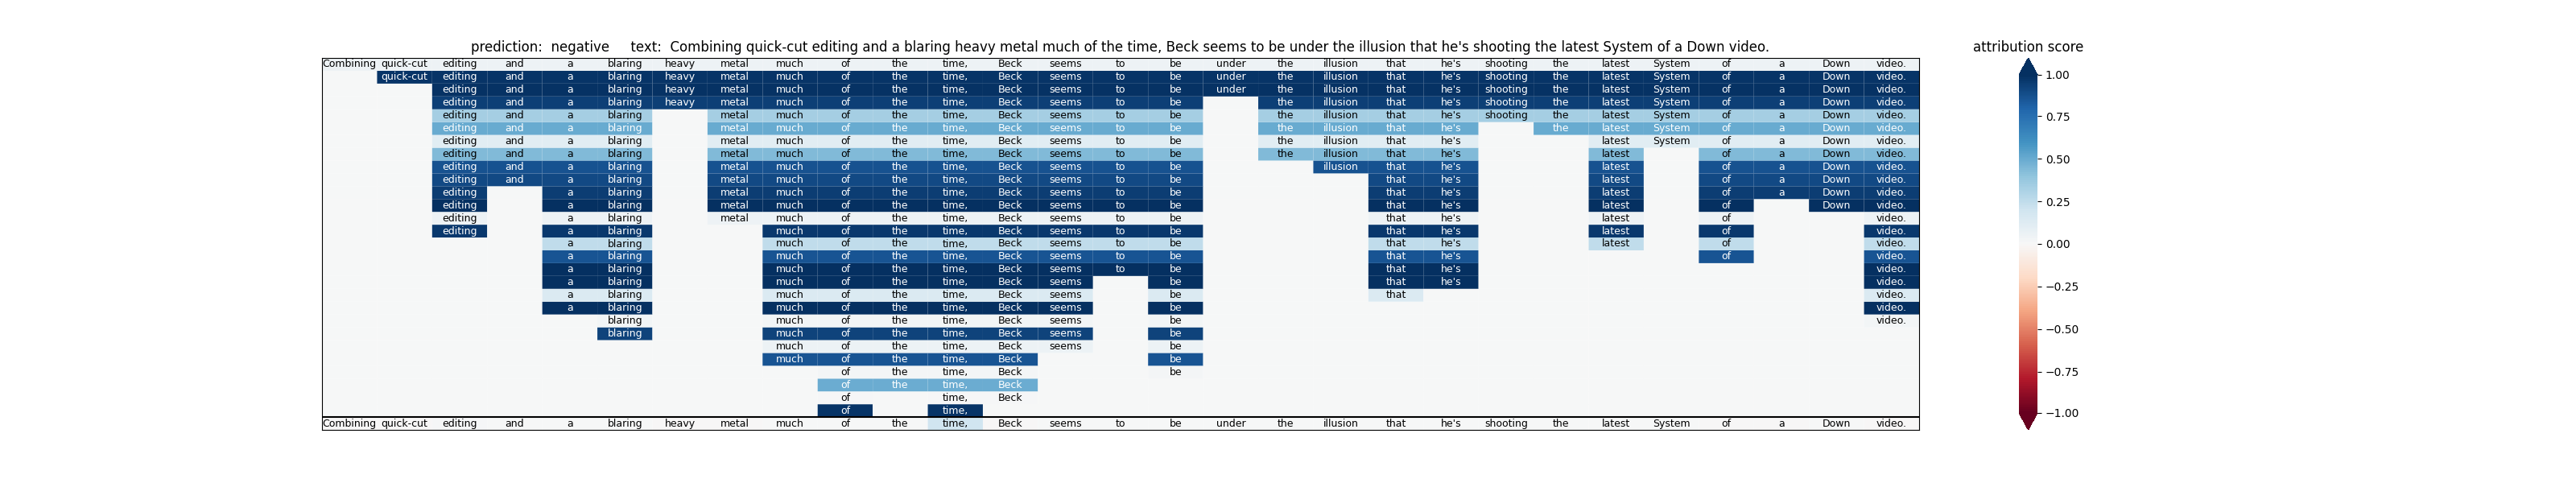 prediction: negative text: Combining quick-cut editing and a blaring heavy metal much of the time, Beck seems to be under the illusion that he's shooting the latest System of a Down video.
attribution score
Combining quick-cut editing and a blaring heavy metal much of the time, Beck seems to be under the illusion that he's shooting the latest System of a Down video.
quick-cut editing and a blaring heavy metal much of the time, Beck seems to be under the illusion that he's shooting the latest System of a Down video.
editing and a blaring heavy metal much of the time, Beck seems to be under the illusion that he's shooting the latest System of a Down video.
editing and a blaring heavy metal much of the time, Beck seems to be the illusion that he's shooting the latest System of a Down video.
editing and a blaring metal much of the time, Beck seems to be the illusion that he's shooting the latest System of a Down video.
editing and a blaring metal much of the time, Beck seems to be the illusion that he's the latest System of a Down video.
editing and a blaring metal much of the time, Beck seems to be the illusion that he's latest System of a Down video.
editing and a blaring metal much of the time, Beck seems to be the illusion that he's latest of a Down video.
editing and a blaring metal much of the time, Beck seems to be illusion that he's latest of a Down video.
editing and a blaring metal much of the time, Beck seems to be that he's latest of a Down video.
editing a blaring metal much of the time, Beck seems to be that he's latest of a Down video.
editing a blaring metal much of the time, Beck seems to be that he's latest of Down video.
editing a blaring metal much of the time, Beck seems to be that he's latest of video.
editing a blaring much of the time, Beck seems to be that he's latest of video.
a blaring much of the time, Beck seems to be that he's latest of video.
a blaring much of the time, Beck seems to be that he's of video.
a blaring much of the time, Beck seems to be that he's video.
a blaring much of the time, Beck seems be that he's video.
a blaring much of the time, Beck seems be that video.
a blaring much of the time, Beck seems be video.
blaring much of the time, Beck seems be video.
blaring much of the time, Beck seems be
much of the time, Beck seems be
much of the time, Beck be
of the time, Beck be
of the time, Beck
of time, Beck
of time,
Combining quick-cut editing and a blaring heavy metal much of the time, Beck seems to be under the illusion that he's shooting the latest System of a Down video.
1.00
0.75
0.50
0.25
0.00
−0.25
−0.50
−0.75
−1.00